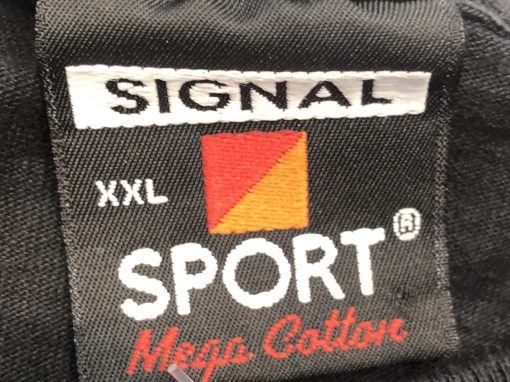 SIGNAL
XXL
SPORT®
Mega Cotton